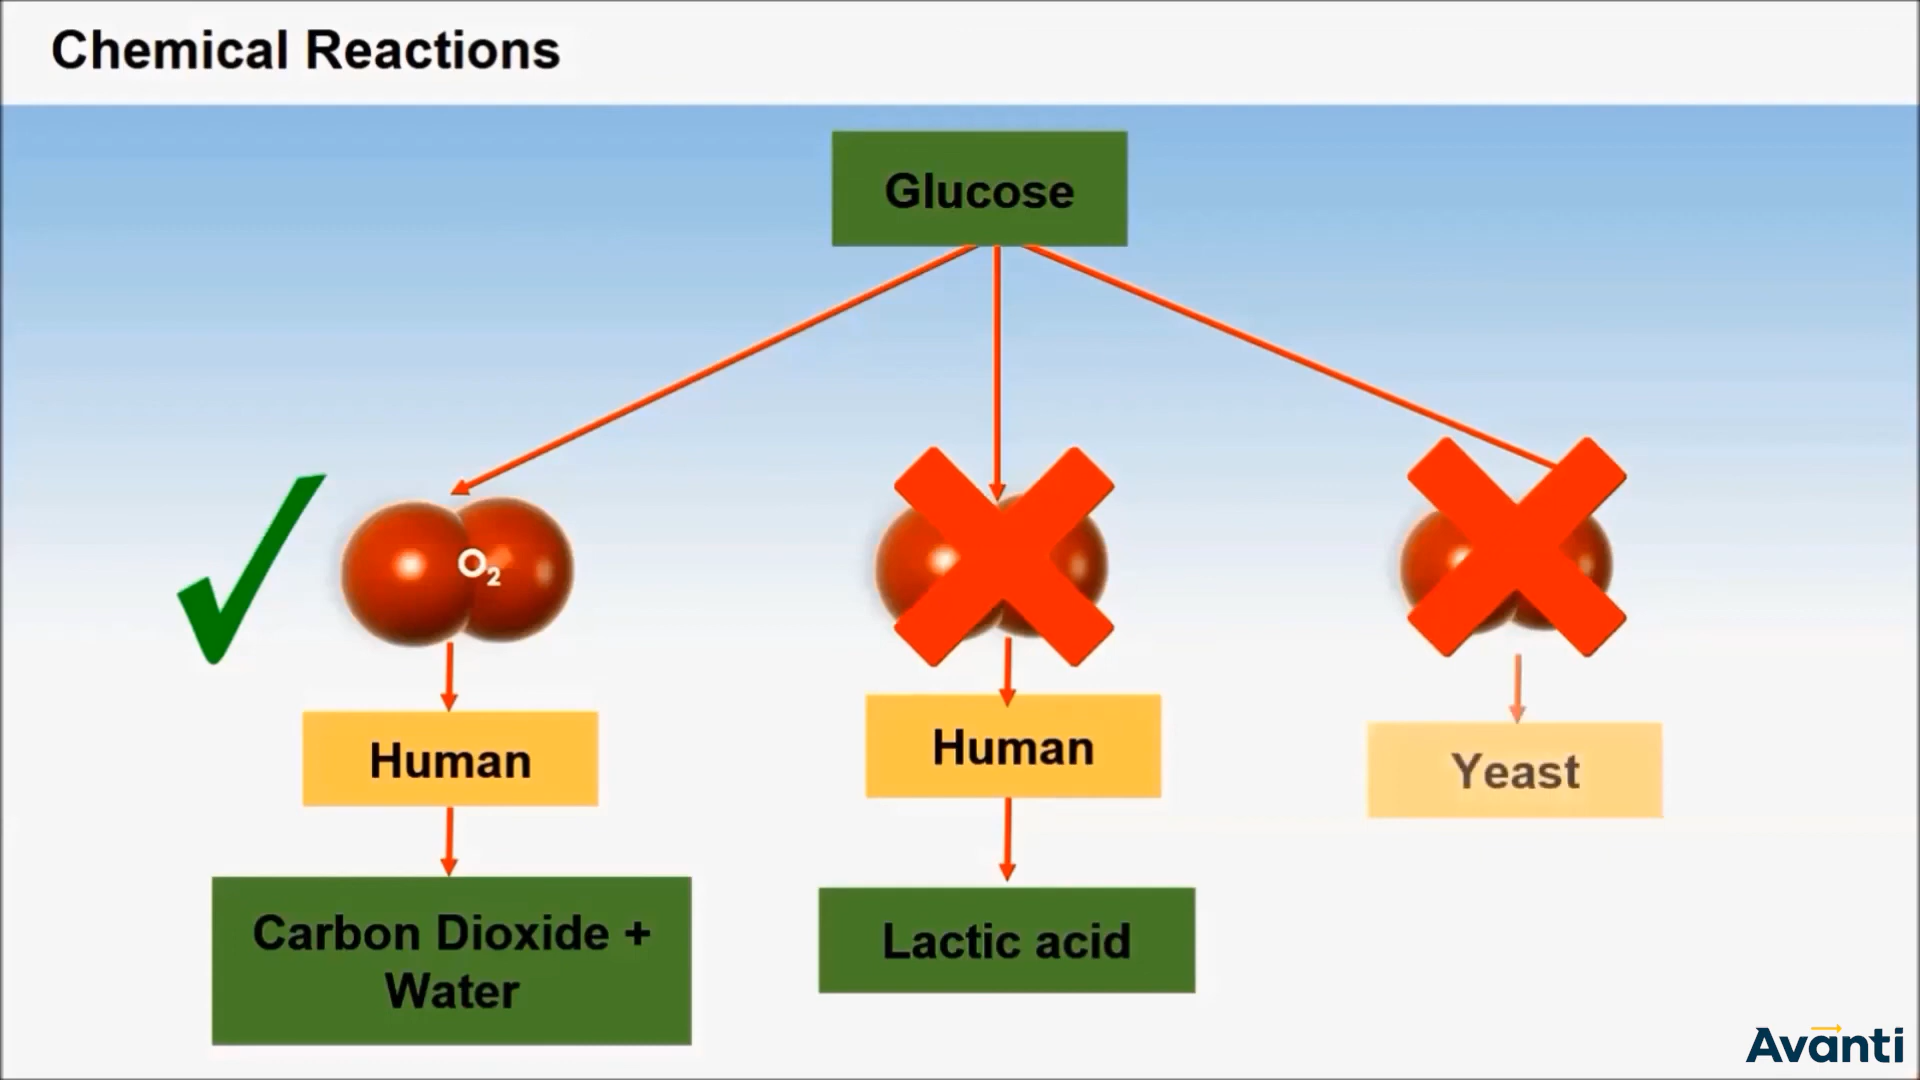 Chemical Reactions
Glucose
O₂
Human
Human
Yeast
Carbon Dioxide +
Water
Lactic acid
Avanti